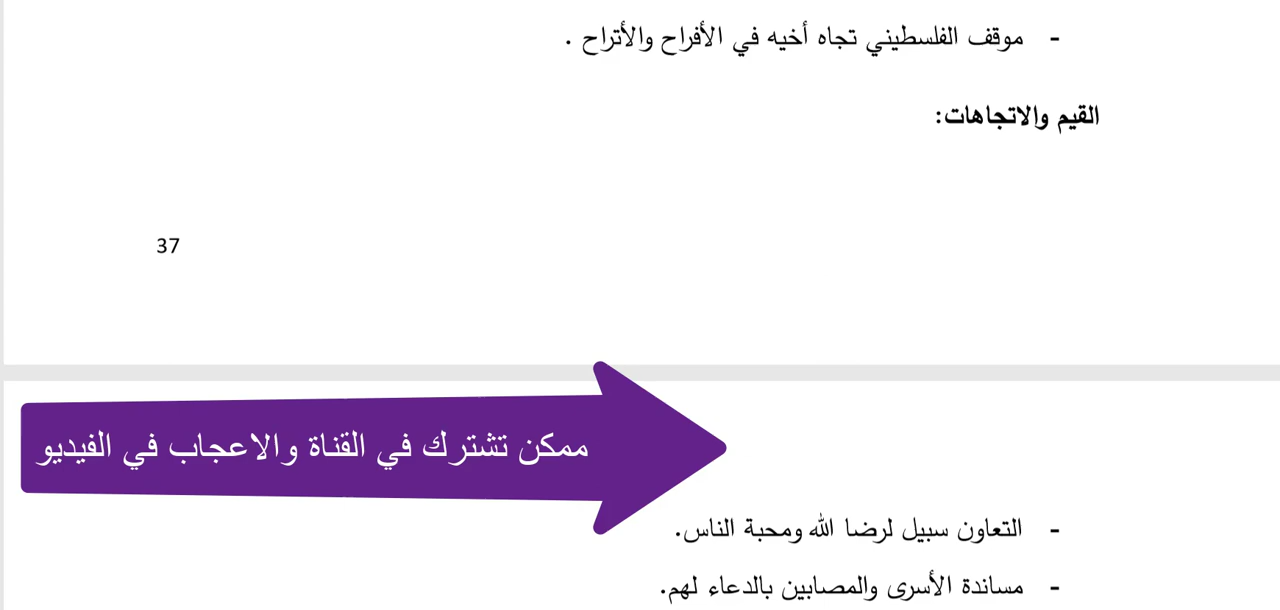 - موقف الفلسطيني تجاه أخيه في الأفراح والأتراح .
القيم والاتجاهات:
37
ممكن تشترك في القناة والاعجاب في الفيديو
- التعاون سبيل لرضا الله ومحبة الناس.
- مساندة الأسرى والمصابين بالدعاء لهم.